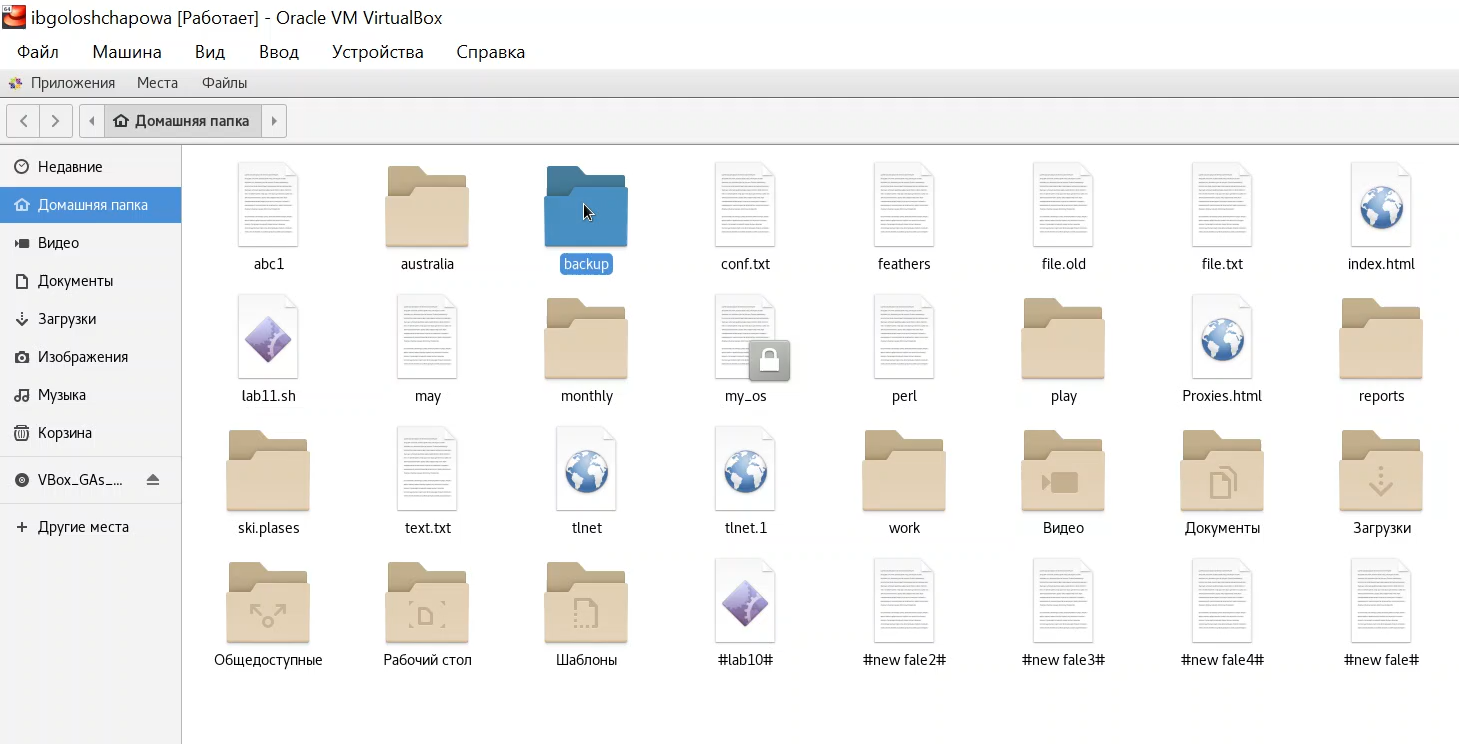 ibgoloshchapowa [Работает] - Oracle VM VirtualBox
Файл Машина Вид Ввод Устройства Справка
Приложения Места Файлы
Домашняя папка
Недавние
Домашняя папка
Видео
Документы
Загрузки
Изображения
Музыка
Корзина
VBox_GAs_...
Другие места
abc1 australia backup conf.txt feathers file.old file.txt index.html
lab11.sh may monthly my_os perl play Proxies.html reports
ski.plases text.txt tlnet tlnet.1 work Видео Документы Загрузки
Общедоступные Рабочий стол Шаблоны #lab10# #new fale2# #new fale3# #new fale4# #new fale#